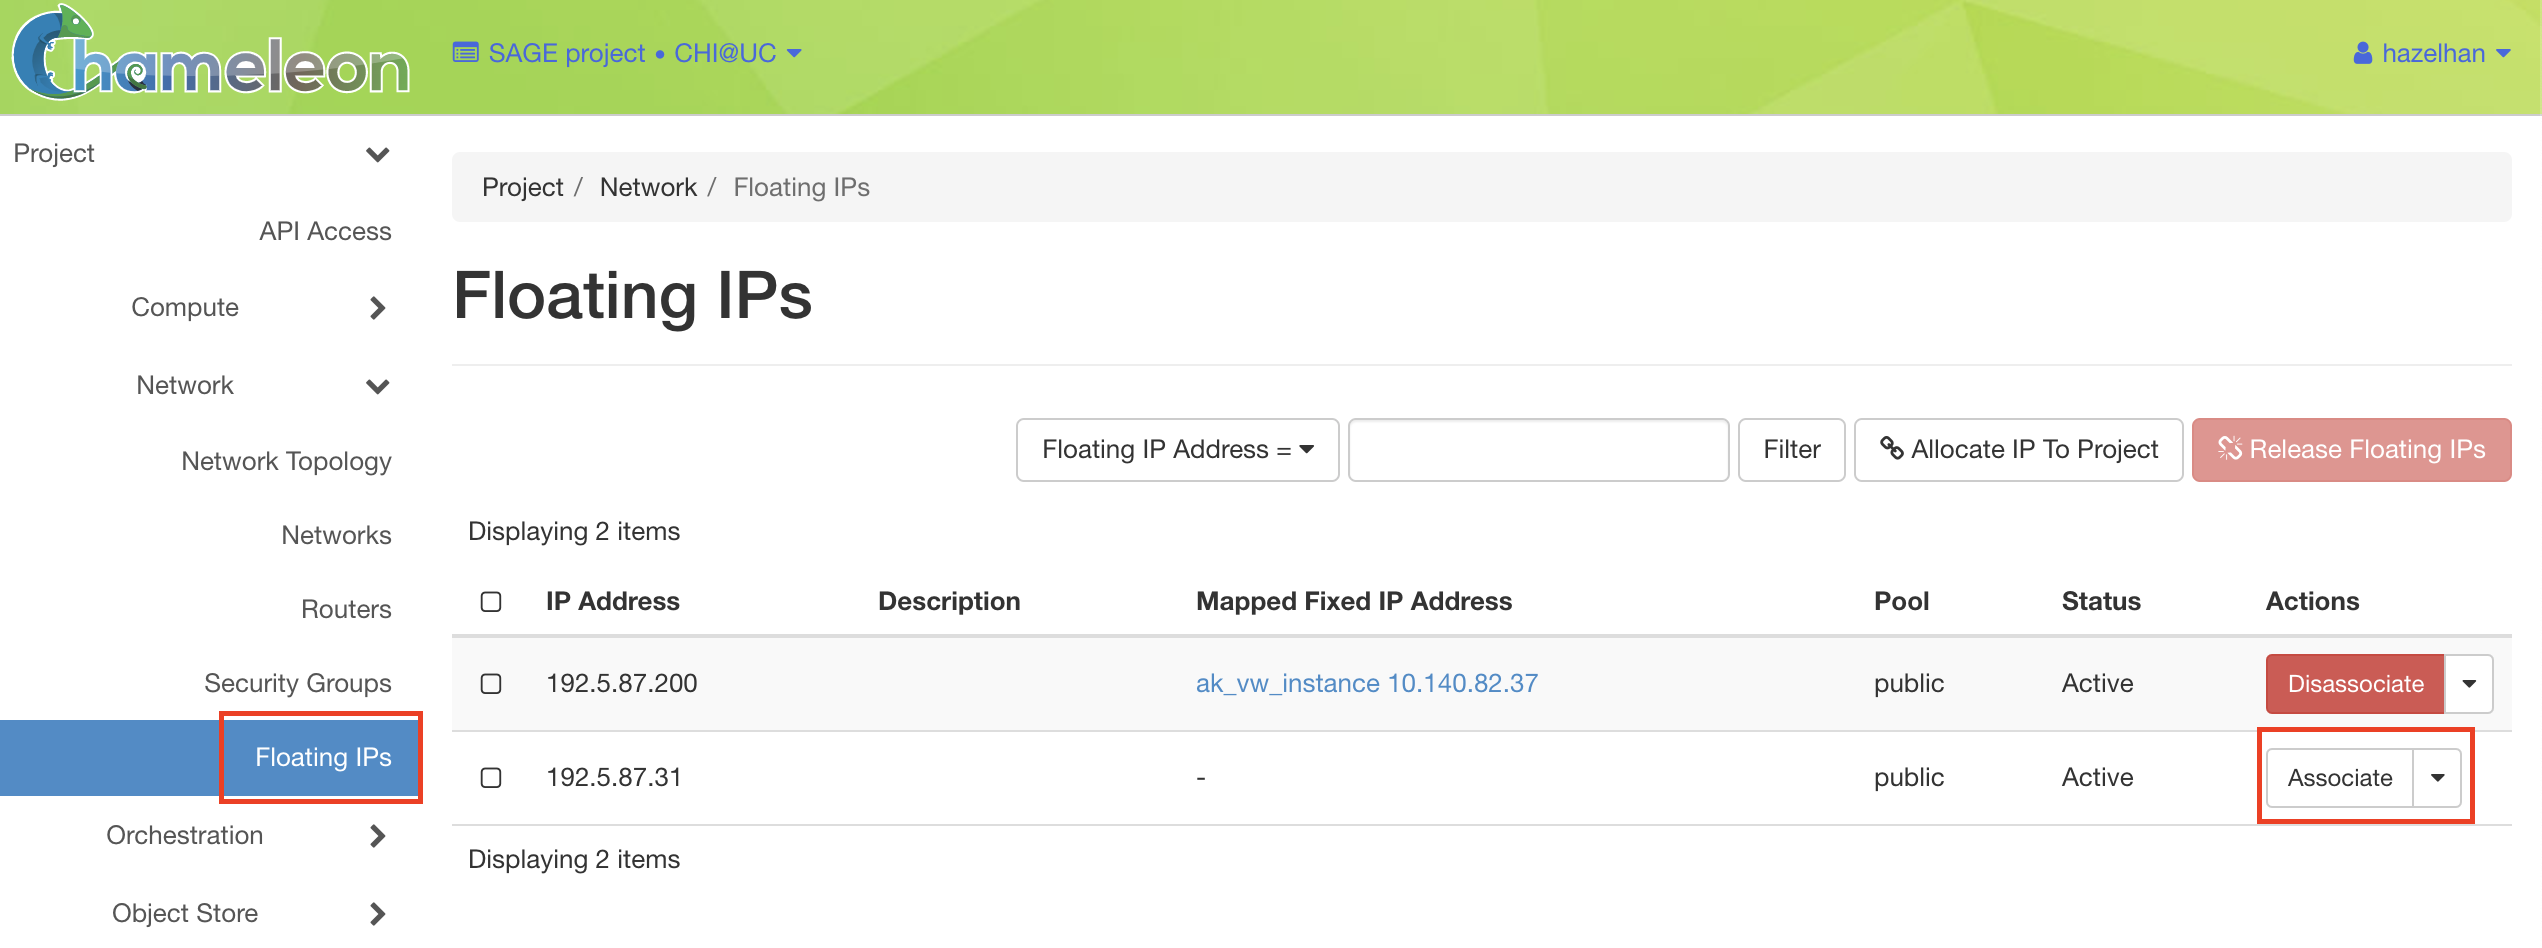 Chameleon
SAGE project • CHI@UC
hazelhan
Project
API Access
Compute
Network
Network Topology
Networks
Routers
Security Groups
Floating IPs
Orchestration
Object Store
Project / Network / Floating IPs
Floating IPs
Floating IP Address = Filter Allocate IP To Project Release Floating IPs
Displaying 2 items
IP Address Description Mapped Fixed IP Address Pool Status Actions
192.5.87.200 ak_vw_instance 10.140.82.37 public Active Disassociate
192.5.87.31 - public Active Associate
Displaying 2 items